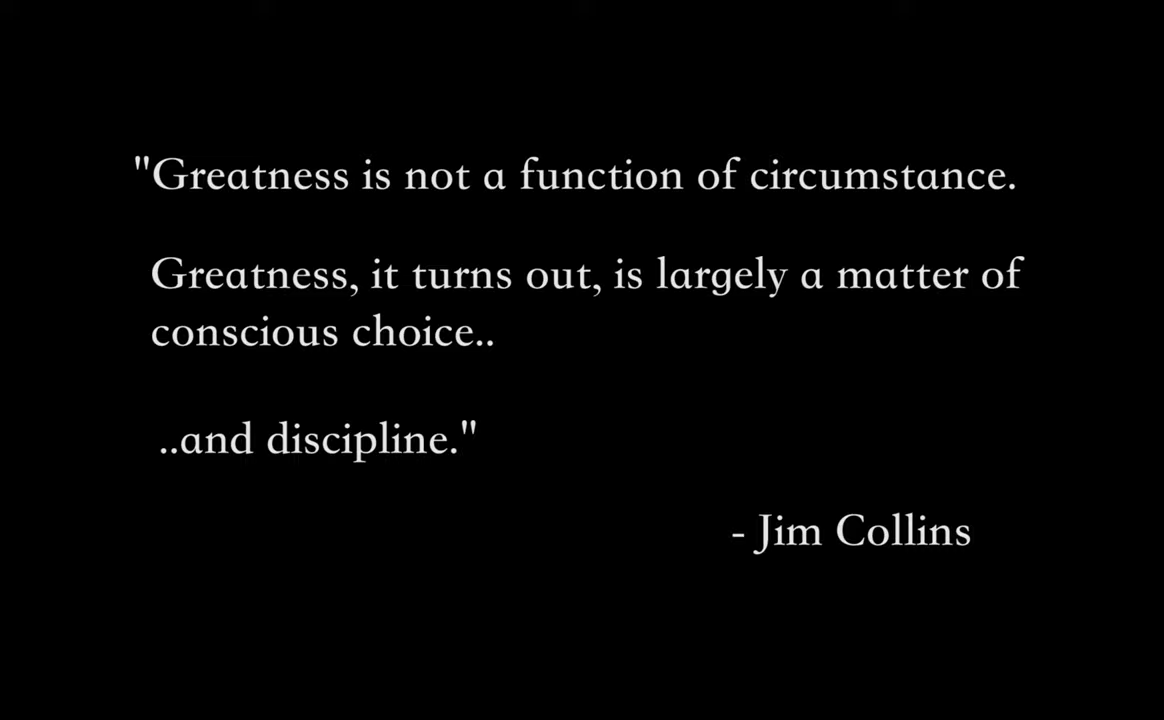 "Greatness is not a function of circumstance.
Greatness, it turns out, is largely a matter of
conscious choice..
..and discipline."
- Jim Collins